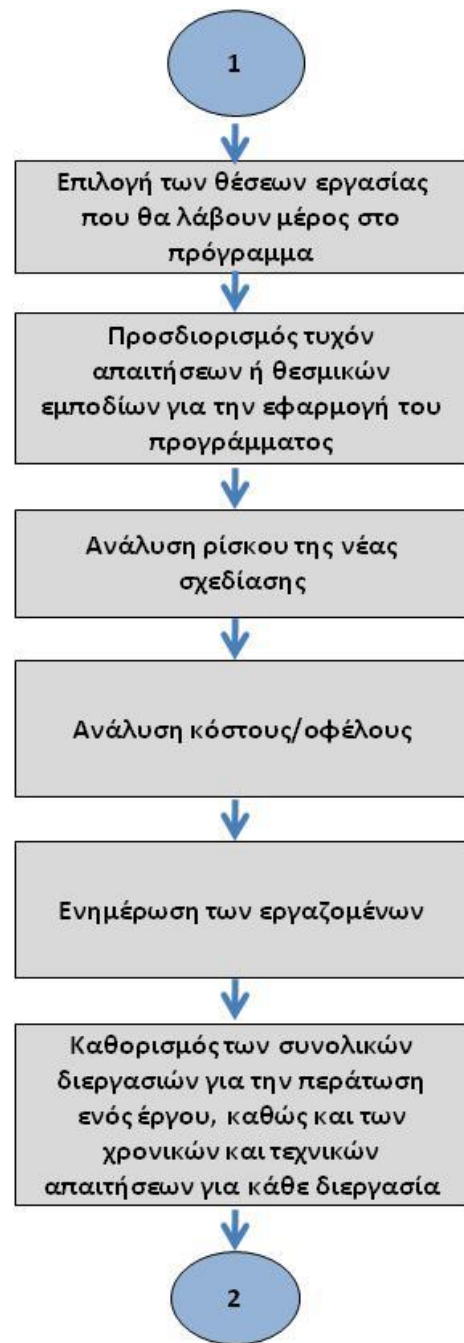 1
Επιλογή των θέσεων εργασίας
που θα λάβουν μέρος στο
πρόγραμμα
Προσδιορισμός τυχόν
απαιτήσεων ή θεσμικών
εμποδίων για την εφαρμογή του
προγράμματος
Ανάλυση ρίσκου της νέας
σχεδίασης
Ανάλυση κόστους/οφέλους
Ενημέρωση των εργαζομένων
Καθορισμός των συνολικών
διεργασιών για την περάτωση
ενός έργου, καθώς και των
χρονικών και τεχνικών
απαιτήσεων για κάθε διεργασία
2